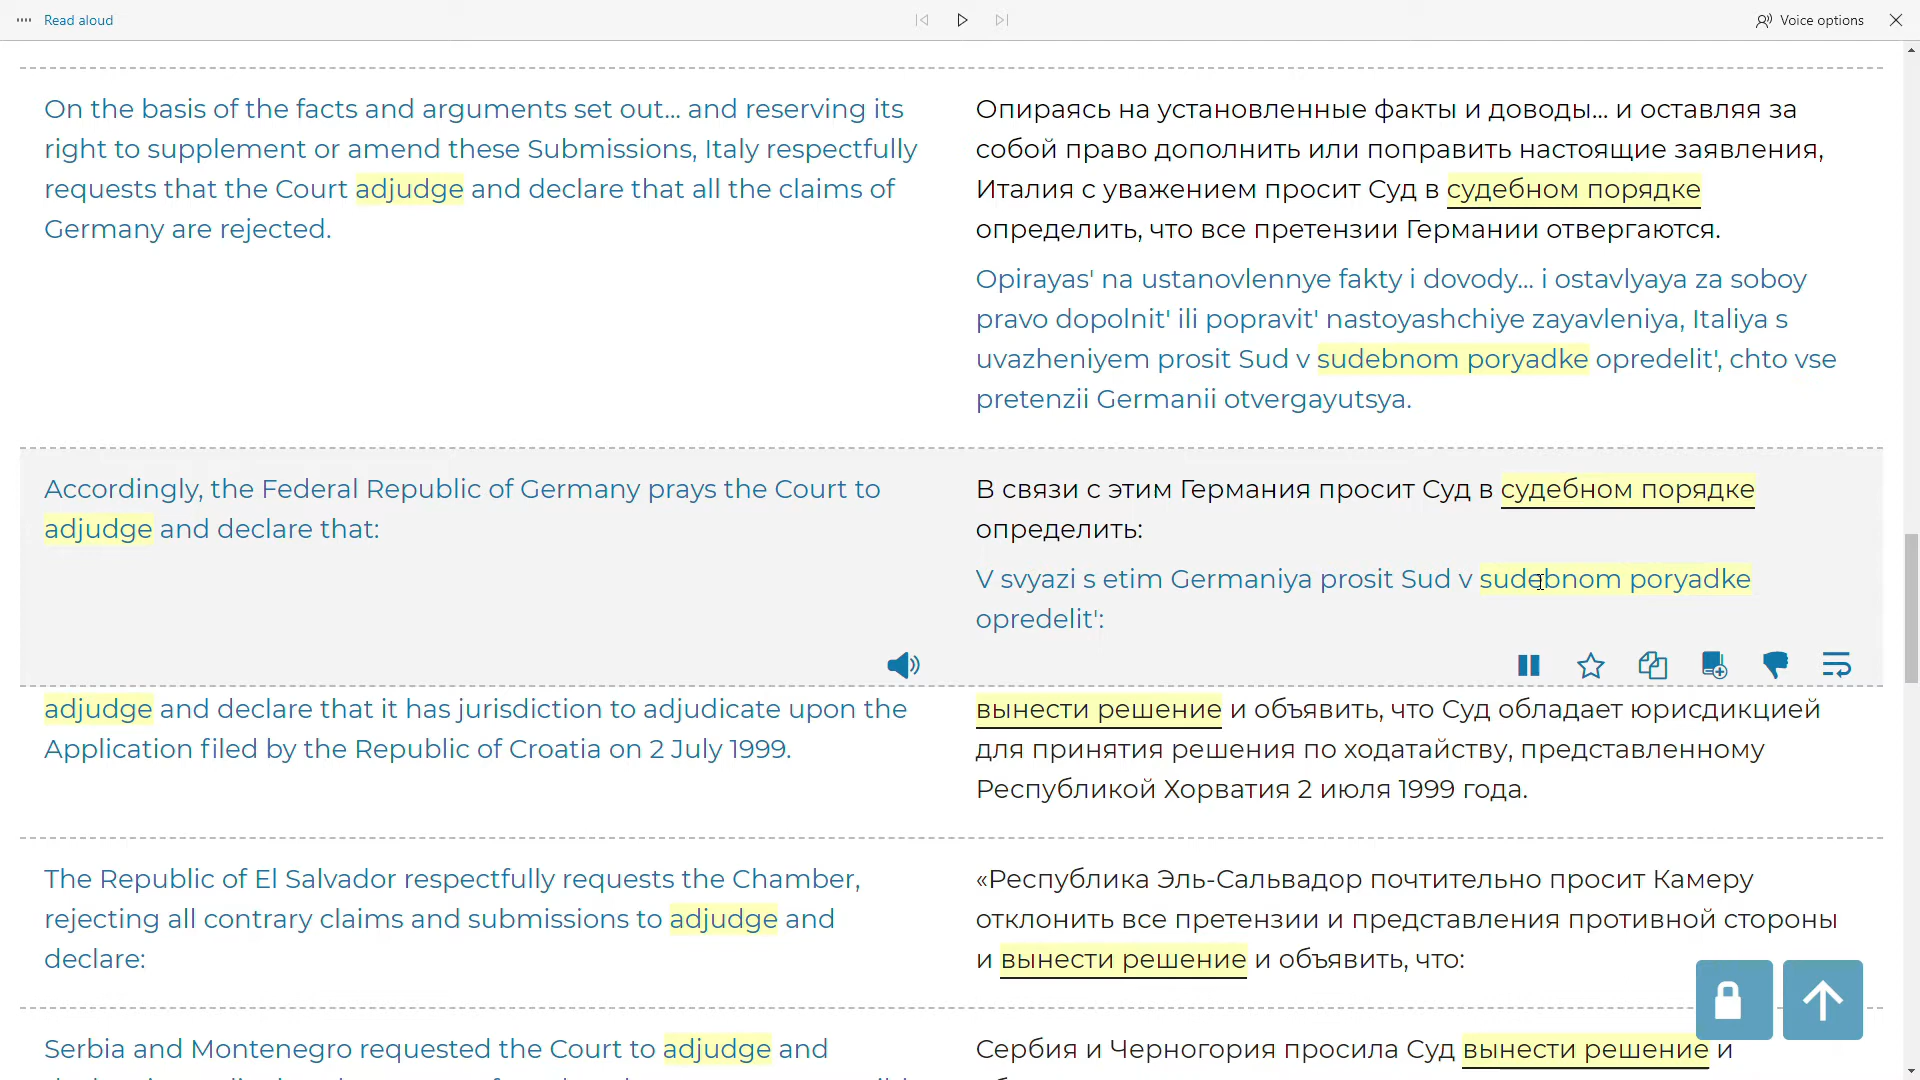 Read aloud
Voice options
On the basis of the facts and arguments set out... and reserving its
right to supplement or amend these Submissions, Italy respectfully
requests that the Court adjudge and declare that all the claims of
Germany are rejected.
Опираясь на установленные факты и доводы... и оставляя за
собой право дополнить или поправить настоящие заявления,
Италия с уважением просит Суд в судебном порядке
определить, что все претензии Германии отвергаются.
Opirayas' na ustanovlennye fakty i dovody... i ostavlyaya za soboy
pravo dopolnit' ili popravit' nastoyashchiye zayavleniya, Italiya s
uvazheniyem prosit Sud v sudebnom poryadke opredelit', chto vse
pretenzii Germanii otvergayutsya.
Accordingly, the Federal Republic of Germany prays the Court to
adjudge and declare that:
В связи с этим Германия просит Суд в судебном порядке
определить:
V svyazi s etim Germaniya prosit Sud v sudebnom poryadke
opredelit':
adjudge and declare that it has jurisdiction to adjudicate upon the
Application filed by the Republic of Croatia on 2 July 1999.
вынести решение и объявить, что Суд обладает юрисдикцией
для принятия решения по ходатайству, представленному
Республикой Хорватия 2 июля 1999 года.
The Republic of El Salvador respectfully requests the Chamber,
rejecting all contrary claims and submissions to adjudge and
declare:
«Республика Эль-Сальвадор почтительно просит Камеру
отклонить все претензии и представления противной стороны
и вынести решение и объявить, что:
Serbia and Montenegro requested the Court to adjudge and
Сербия и Черногория просила Суд вынести решение и